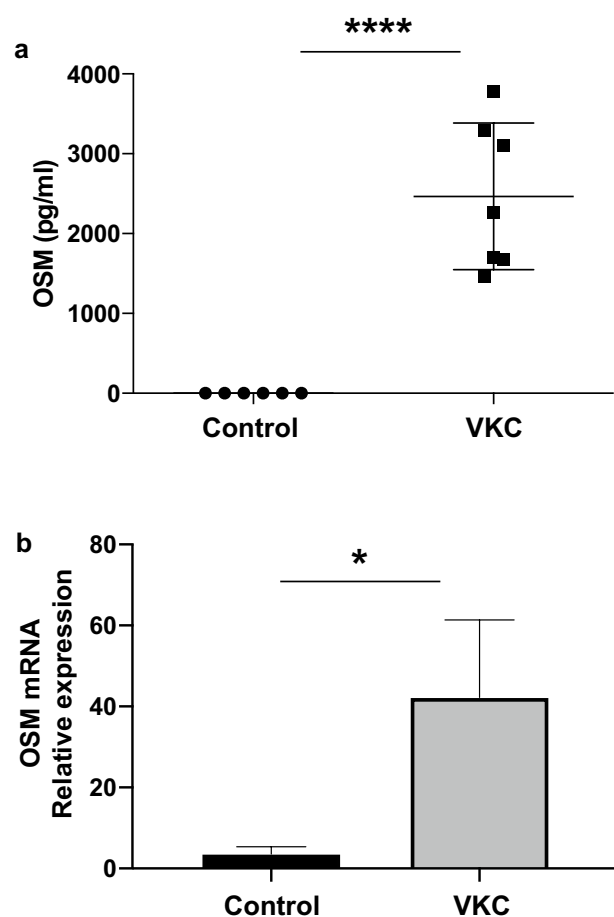 a
****
4000
3000
2000
1000
0
OSM (pg/ml)
Control VKC
b
*
80
60
40
20
0
OSM mRNA
Relative expression
Control VKC